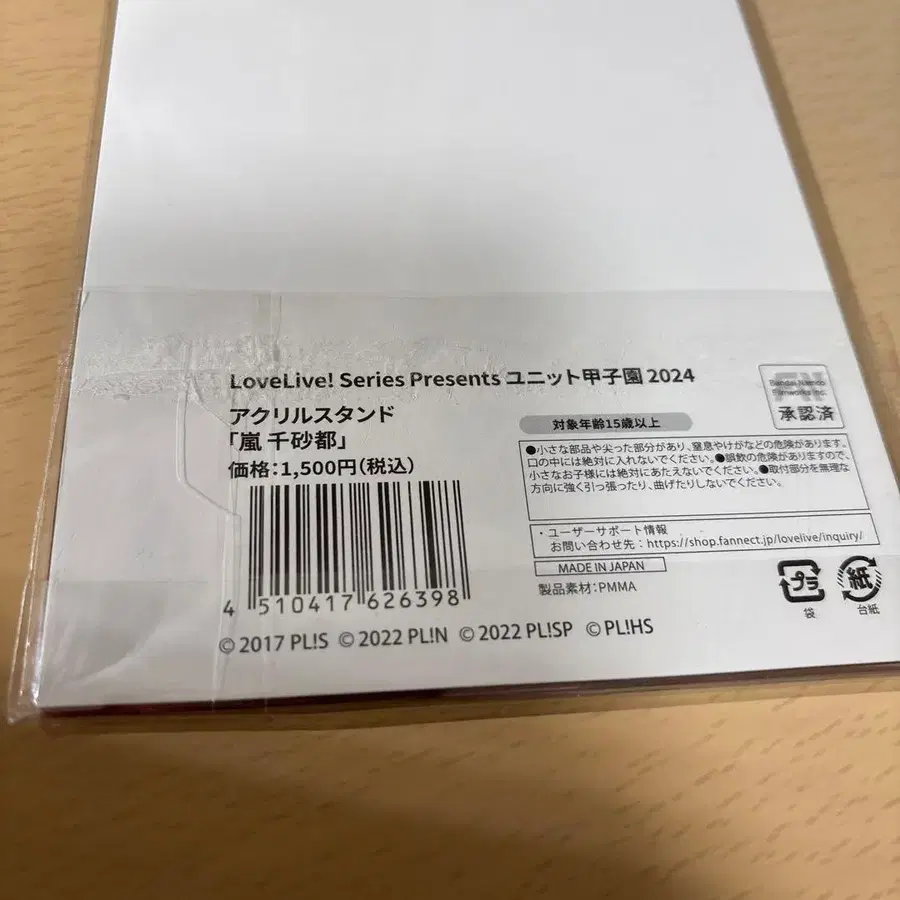 LoveLive! Series Presents ユニット甲子園 2024
アクリルスタンド
「嵐 千砂都」
価格:1,500円(税込)
4 510417 626398
対象年齢15歳以上
Bandai Namco
Filmworks Inc.
承認済
●小さな部品や尖った部分があり、窒息やけがなどの危険があります。
口の中には絶対に入れないでください。●誤飲の危険がありますので、
小さなお子様には絶対にあたえないでください。●取付部分を無理な
方向に強く引っ張ったり、曲げたりしないでください。
・ユーザーサポート情報
お問い合わせ先:https://shop.fannect.jp/lovelive/inquiry/
MADE IN JAPAN
製品素材:PMMA
プラ
袋
紙
台紙
©2017 PL!S ©2022 PL!N ©2022 PL!SP ©PL!HS